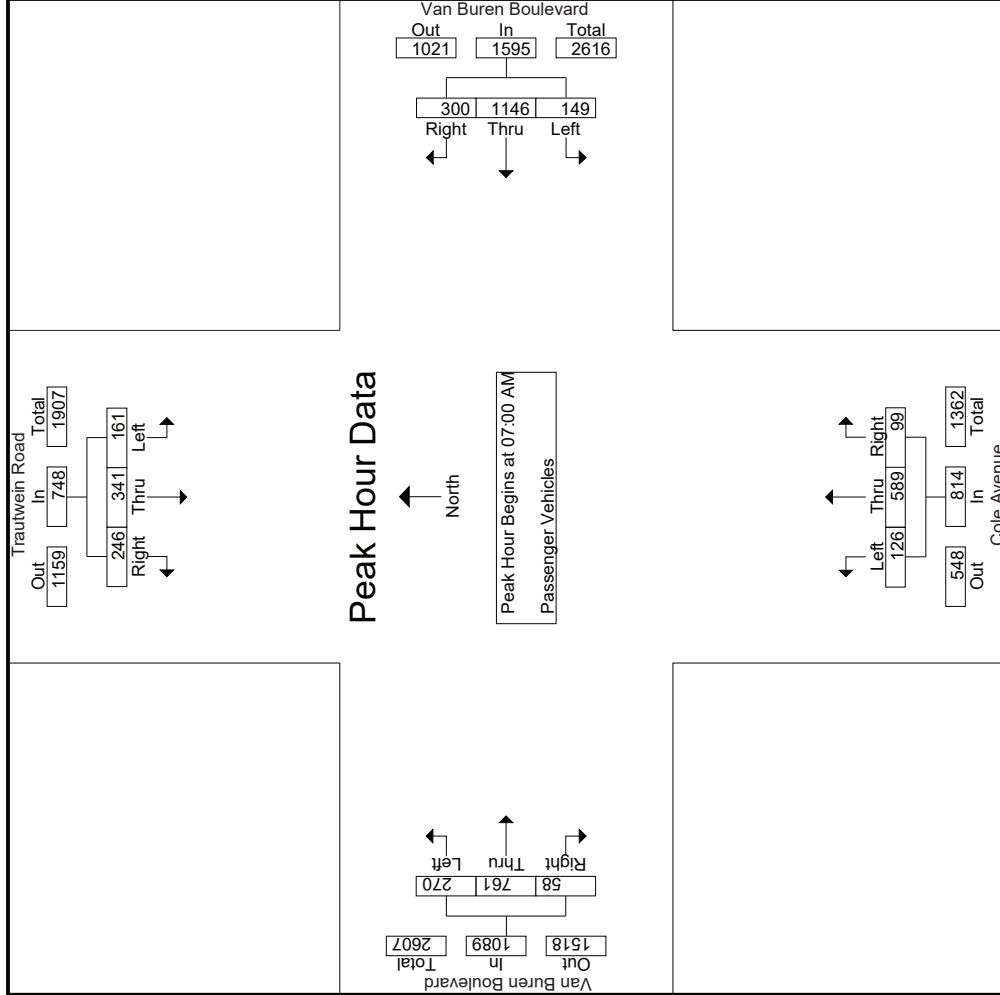 Van Buren Boulevard
Out In Total
1021 1595 2616
300 1146 149
Right Thru Left
Trautwein Road
Out In Total
1159 748 1907
246 341 161
Right Thru Left
Peak Hour Data
North
Peak Hour Begins at 07:00 AM
Passenger Vehicles
Left Thru Right
126 589 99
548 814 1362
Out In Total
Cole Avenue
Left Thru Right
270 761 58
2607 1089 1518
Total In Out
Van Buren Boulevard